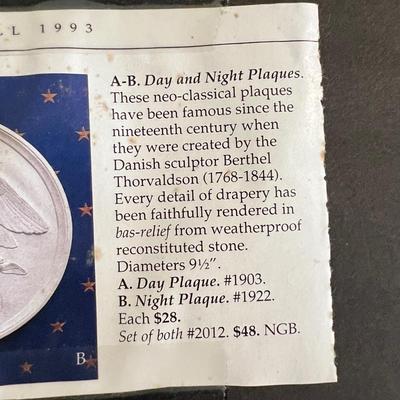 LL 1993
A-B. Day and Night Plaques.
These neo-classical plaques
have been famous since the
nineteenth century when
they were created by the
Danish sculptor Berthel
Thorvaldson (1768-1844).
Every detail of drapery has
been faithfully rendered in
bas-relief from weatherproof
reconstituted stone.
Diameters 9½".
A. Day Plaque. #1903.
B. Night Plaque. #1922.
Each $28.
Set of both #2012. $48. NGB.
B